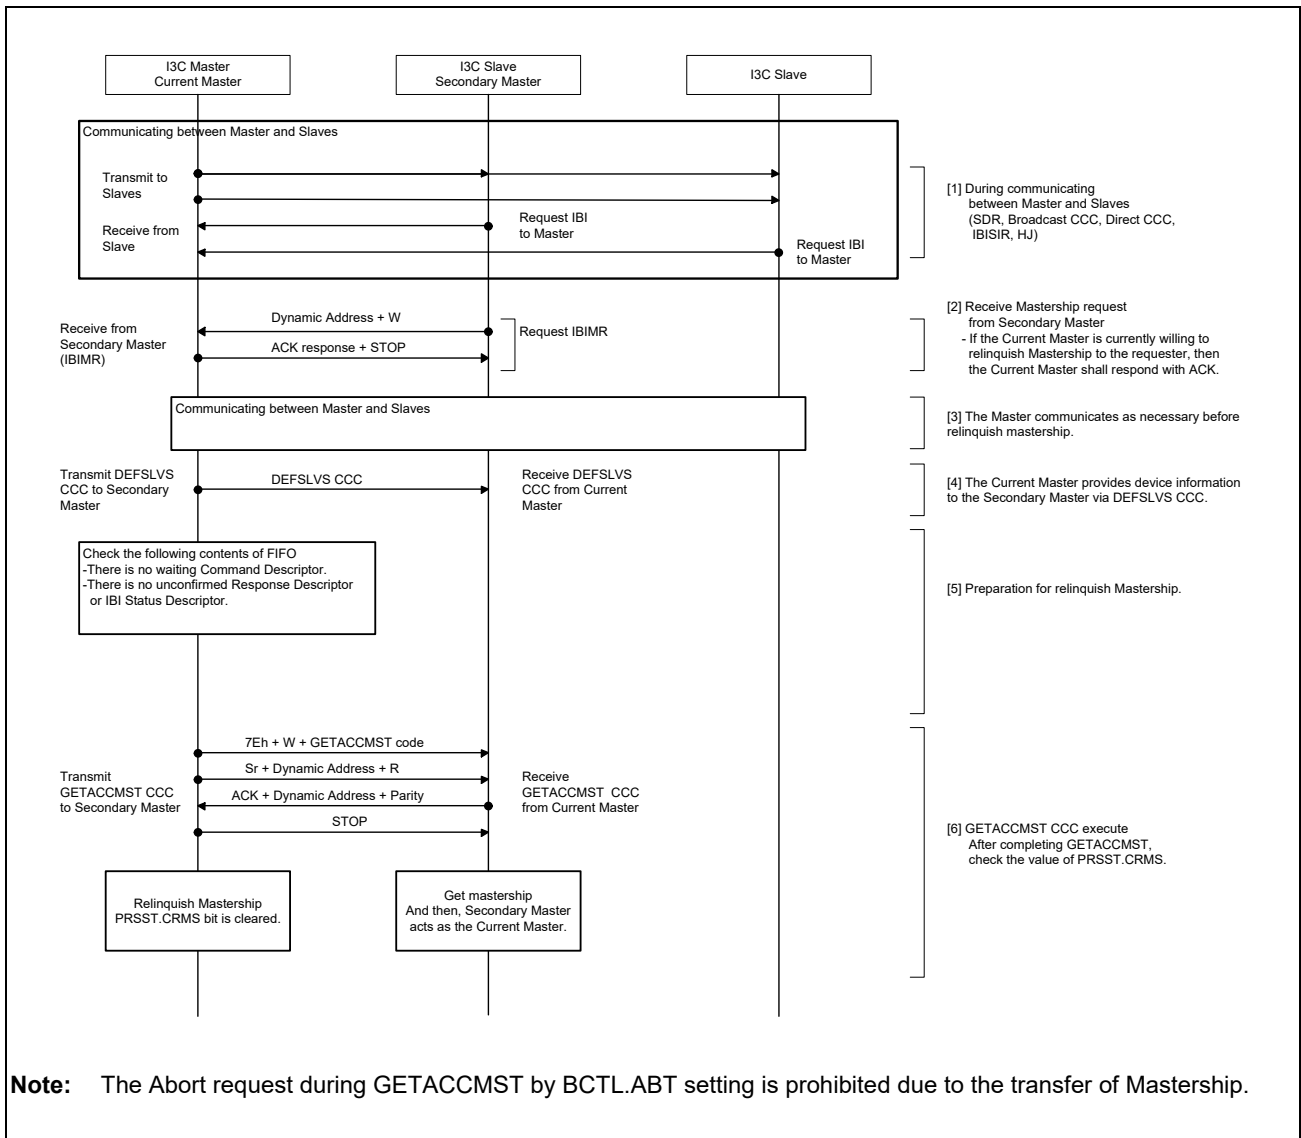 I3C Master
Current Master
I3C Slave
Secondary Master
I3C Slave
Communicating between Master and Slaves
Transmit to
Slaves
Receive from
Slave
Request IBI
to Master
Request IBI
to Master
[1] During communicating
between Master and Slaves
(SDR, Broadcast CCC, Direct CCC,
IBISIR, HJ)
Receive from
Secondary Master
(IBIMR)
Dynamic Address + W
ACK response + STOP
Request IBIMR
[2] Receive Mastership request
from Secondary Master
- If the Current Master is currently willing to
relinquish Mastership to the requester, then
the Current Master shall respond with ACK.
Communicating between Master and Slaves
[3] The Master communicates as necessary before
relinquish mastership.
Transmit DEFSLVS
CCC to Secondary
Master
DEFSLVS CCC
Receive DEFSLVS
CCC from Current
Master
[4] The Current Master provides device information
to the Secondary Master via DEFSLVS CCC.
Check the following contents of FIFO
-There is no waiting Command Descriptor.
-There is no unconfirmed Response Descriptor
or IBI Status Descriptor.
[5] Preparation for relinquish Mastership.
Transmit
GETACCMST CCC
to Secondary Master
7Eh + W + GETACCMST code
Sr + Dynamic Address + R
ACK + Dynamic Address + Parity
STOP
Receive
GETACCMST CCC
from Current Master
[6] GETACCMST CCC execute
After completing GETACCMST,
check the value of PRSST.CRMS.
Relinquish Mastership
PRSST.CRMS bit is cleared.
Get mastership
And then, Secondary Master
acts as the Current Master.
Note: The Abort request during GETACCMST by BCTL.ABT setting is prohibited due to the transfer of Mastership.